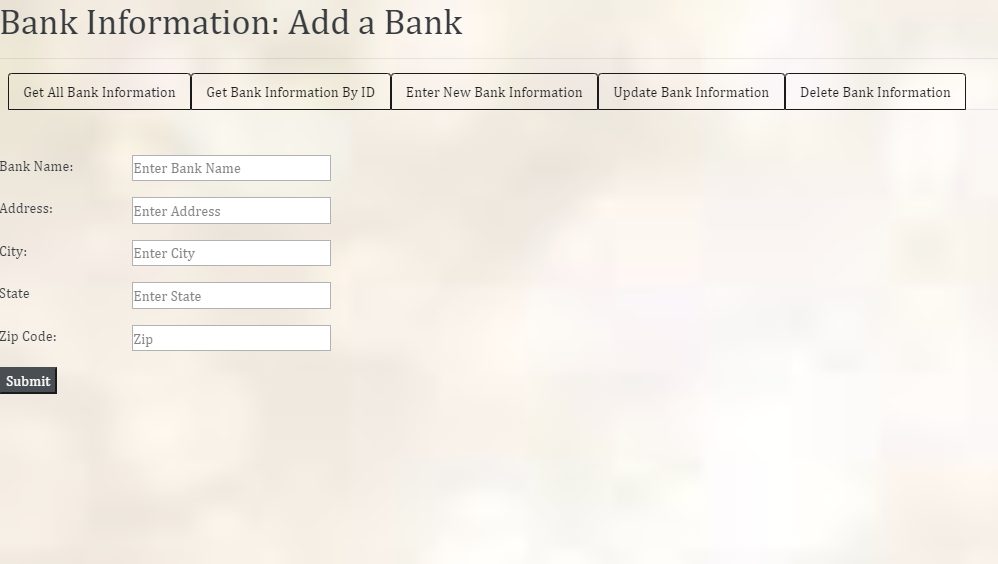 Bank Information: Add a Bank
Get All Bank Information Get Bank Information By ID Enter New Bank Information Update Bank Information Delete Bank Information
Bank Name: Enter Bank Name
Address: Enter Address
City: Enter City
State Enter State
Zip Code: Zip
Submit